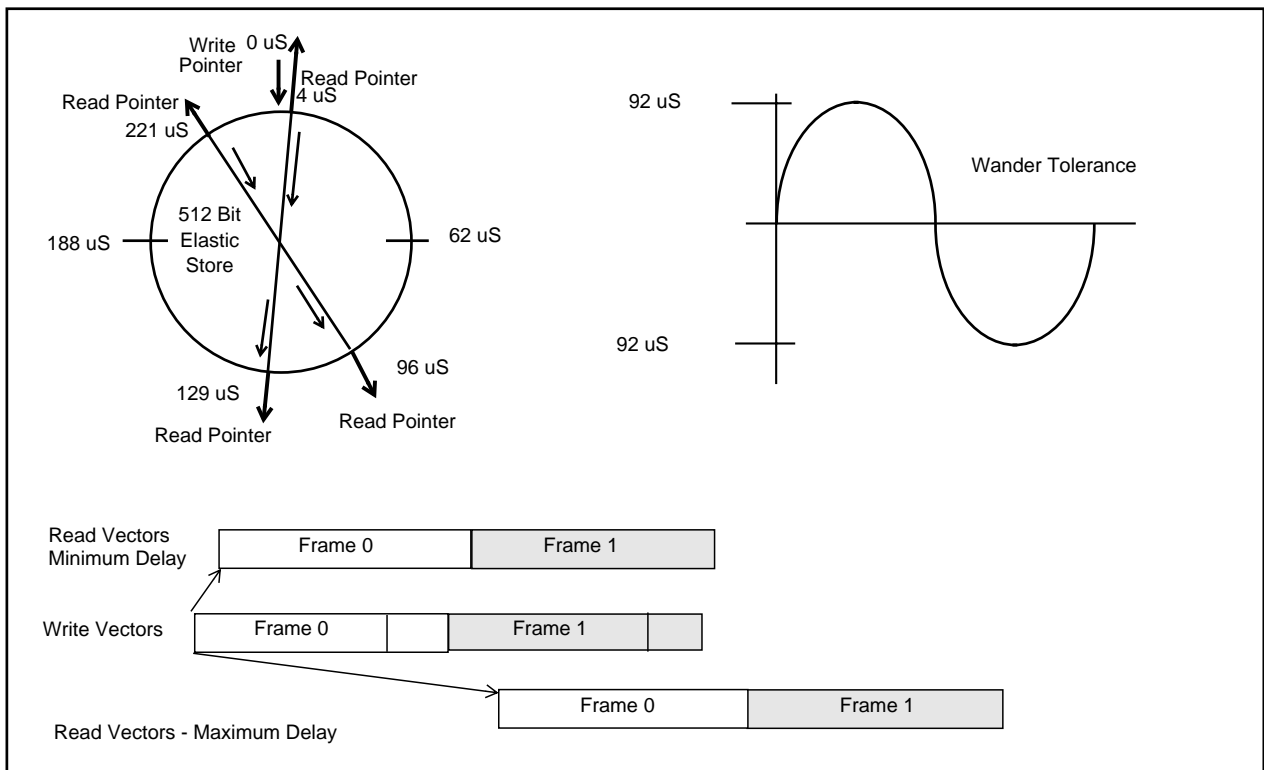 Write 0 uS
Pointer
Read Pointer
4 uS
Read Pointer
221 uS
512 Bit
Elastic
Store
188 uS
62 uS
96 uS
129 uS
Read Pointer
Read Pointer
92 uS
Wander Tolerance
92 uS
Read Vectors
Minimum Delay
Frame 0
Frame 1
Write Vectors
Frame 0
Frame 1
Frame 0
Frame 1
Read Vectors - Maximum Delay